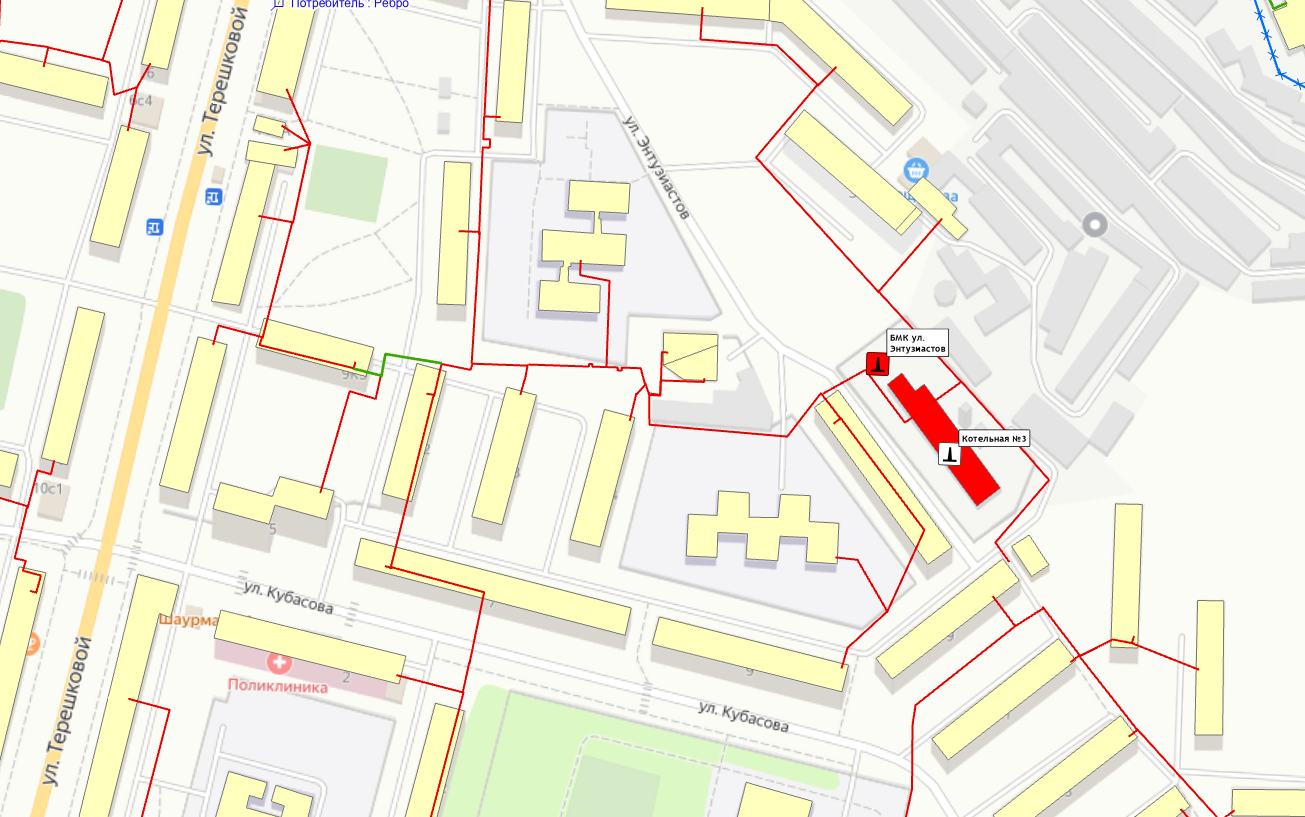 Потребитель : Ребро
ул. Терешковой
6с4
ул. Энтузиастов
БМК ул.
Энтузиастов
9к3
Котельная №3
10с1
5
7
ул. Кубасова
Шаурма
Поликлиника
2
9
ул. Кубасова
ул. Терешковой